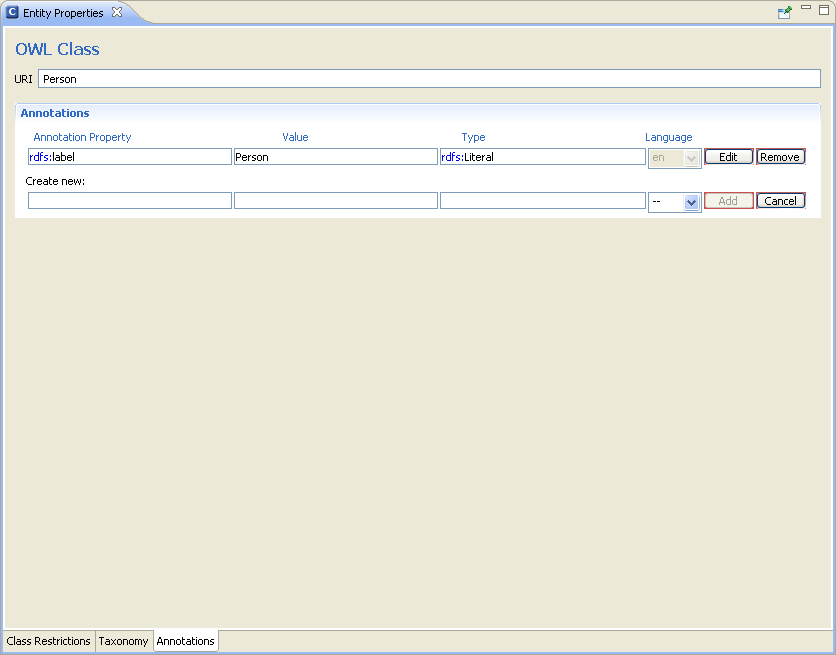 C Entity Properties
OWL Class
URI Person
Annotations
Annotation Property Value Type Language
rdfs:label Person rdfs:Literal en Edit Remove
Create new:
-- Add Cancel
Class Restrictions Taxonomy Annotations